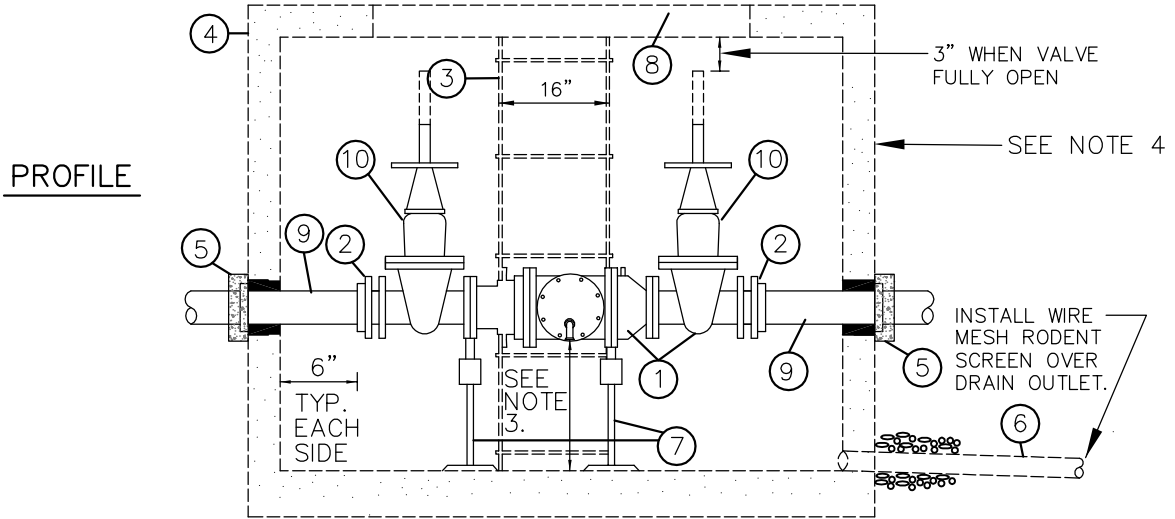 4
3
8
3" WHEN VALVE
FULLY OPEN
16"
SEE NOTE 4
10
10
PROFILE
5
9
2
2
INSTALL WIRE
MESH RODENT
SCREEN OVER
DRAIN OUTLET.
6"
TYP.
EACH
SIDE
SEE
NOTE
3.
1
9
5
7
6